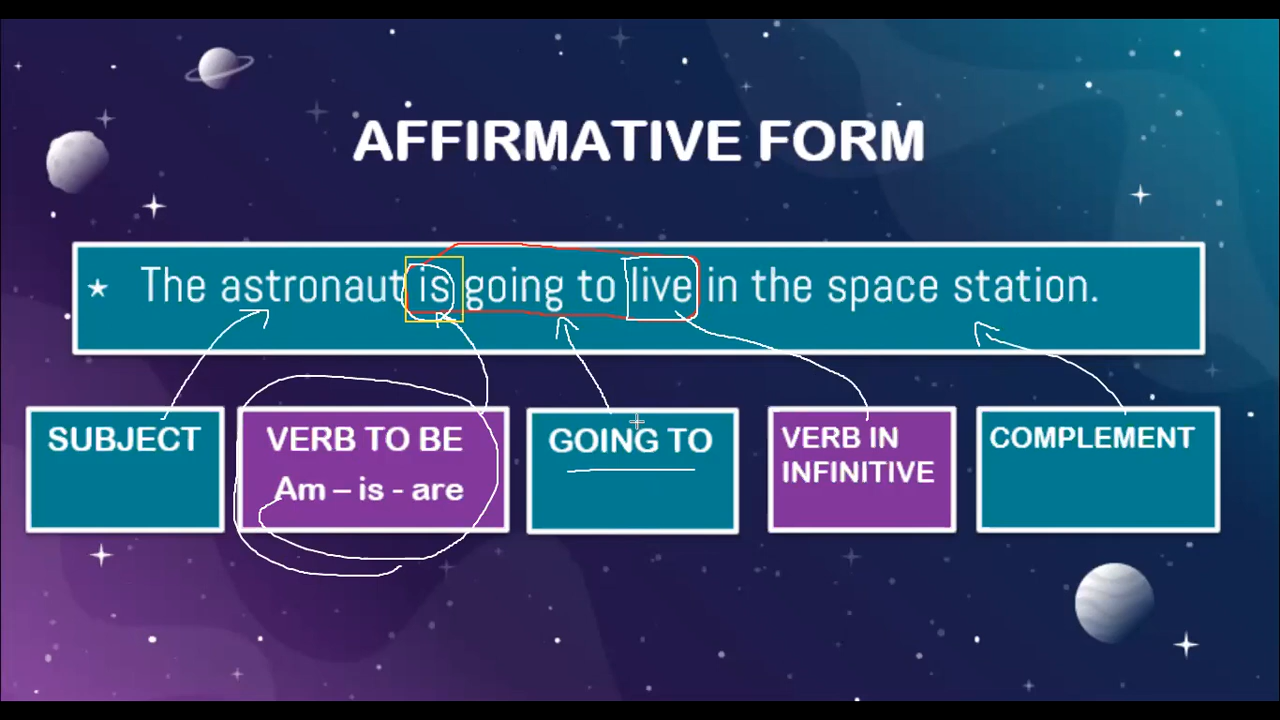 AFFIRMATIVE FORM
★ The astronaut is going to live in the space station.
SUBJECT
VERB TO BE
Am – is - are
GOING TO
VERB IN
INFINITIVE
COMPLEMENT